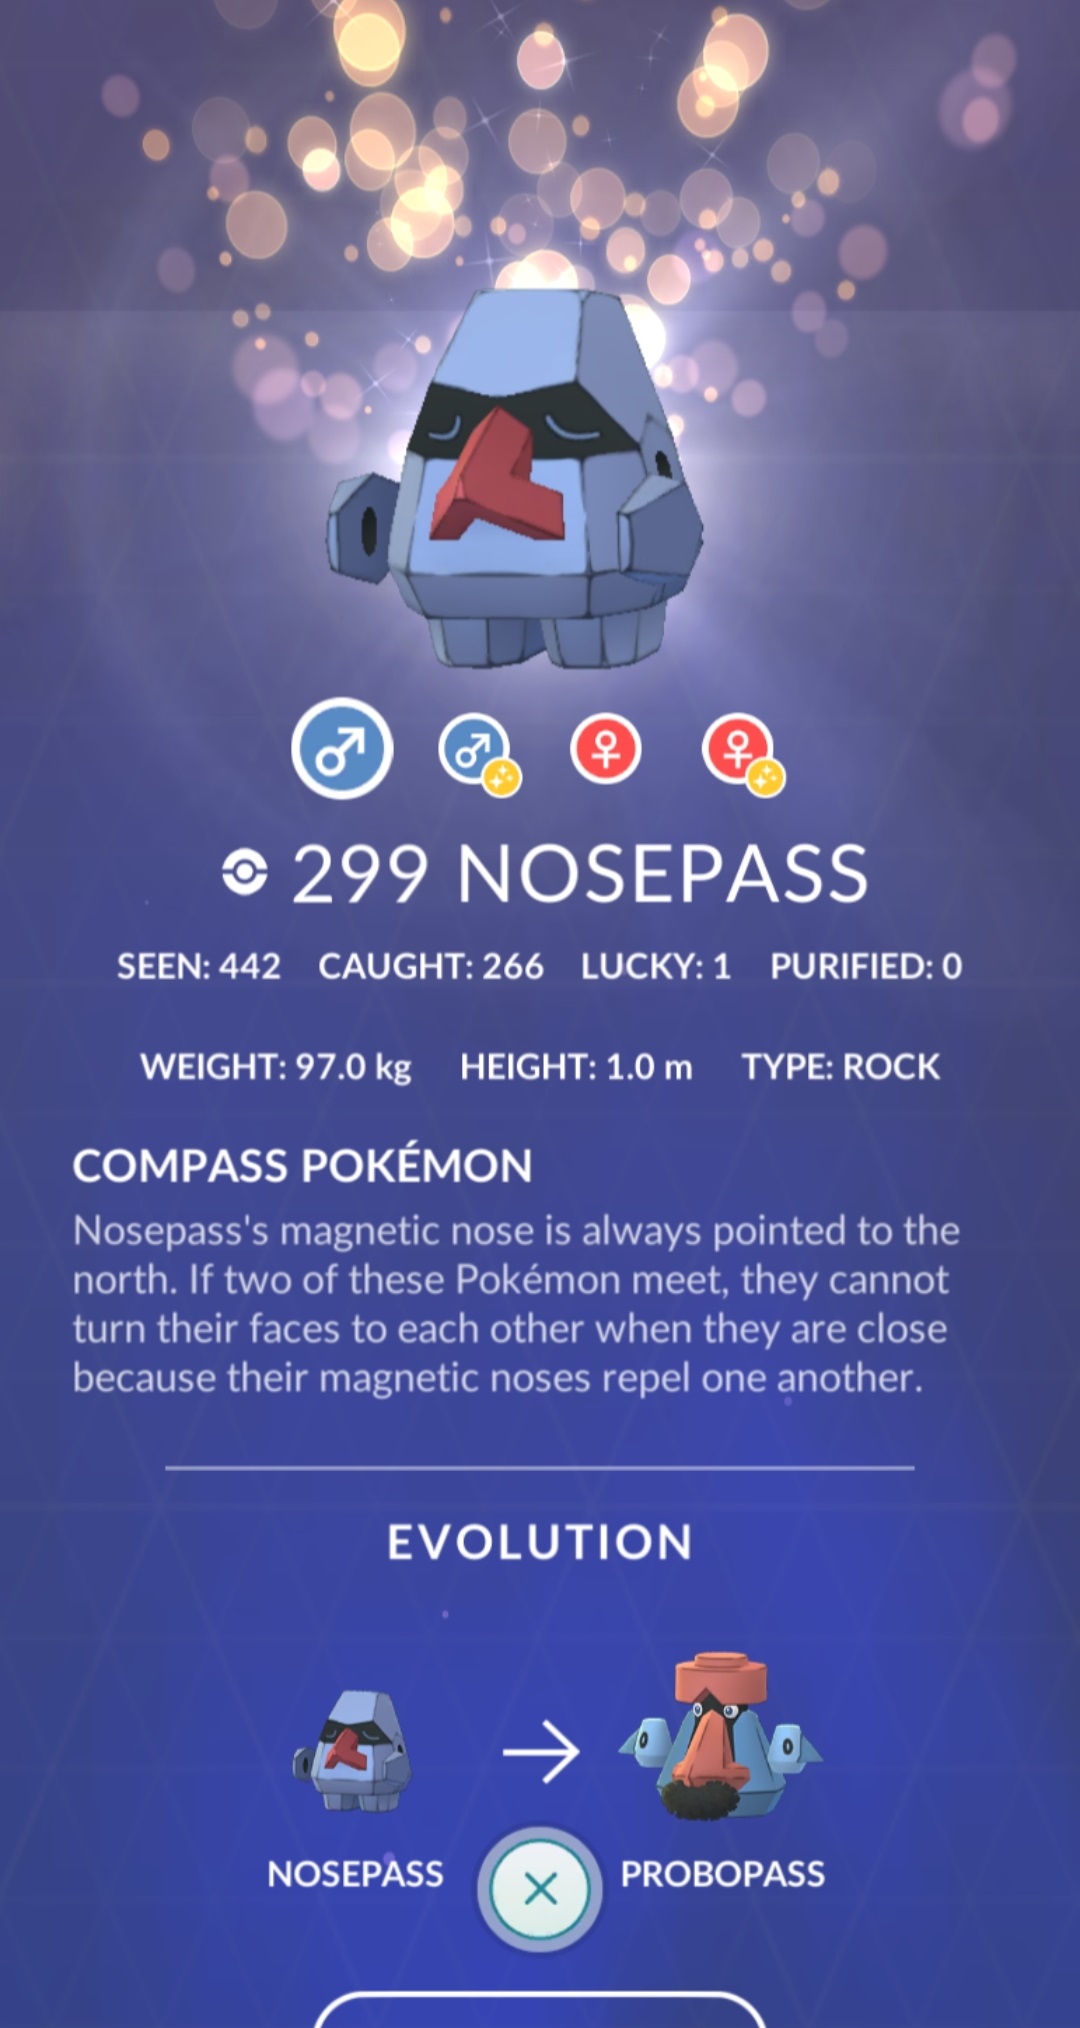 299 NOSEPASS
SEEN: 442 CAUGHT: 266 LUCKY: 1 PURIFIED: 0
WEIGHT: 97.0 kg HEIGHT: 1.0 m TYPE: ROCK
COMPASS POKÉMON
Nosepass's magnetic nose is always pointed to the
north. If two of these Pokémon meet, they cannot
turn their faces to each other when they are close
because their magnetic noses repel one another.
EVOLUTION
NOSEPASS PROBOPASS